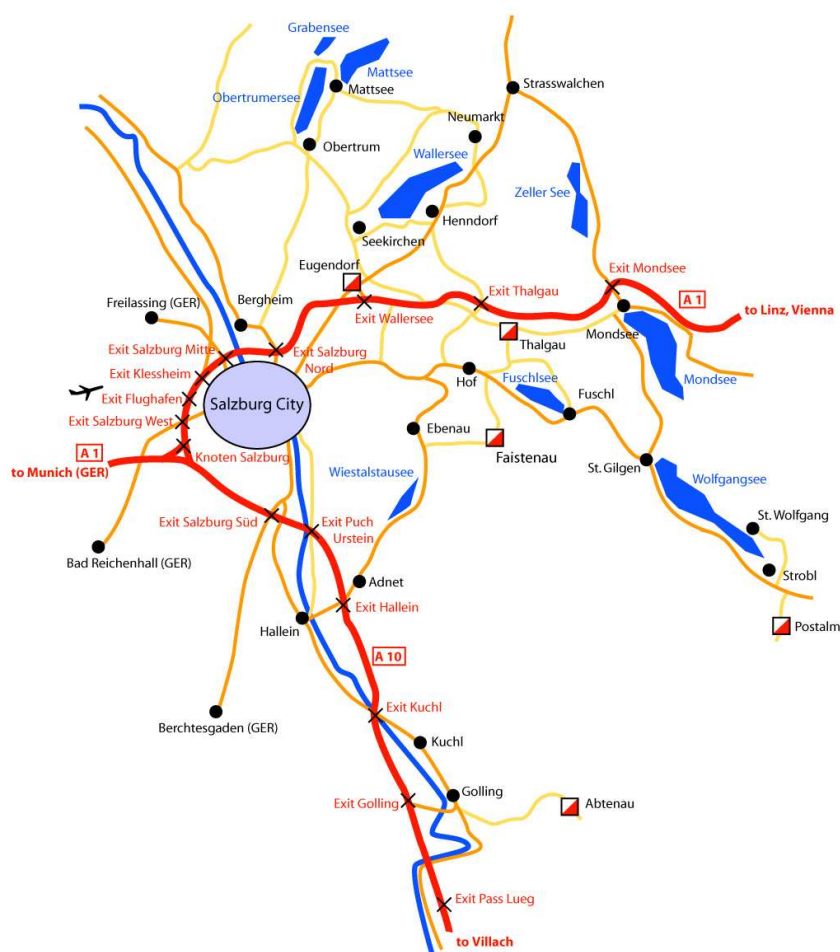 Grabensee
Mattsee
Mattsee
Obertrumersee
Strasswalchen
Neumarkt
Obertrum
Wallersee
Zeller See
Henndorf
Seekirchen
Eugendorf
Exit Mondsee
Exit Thalgau
A 1
Freilassing (GER)
Bergheim
Exit Wallersee
to Linz, Vienna
Mondsee
Thalgau
Exit Salzburg Mitte
Exit Salzburg
Nord
Mondsee
Exit Klessheim
Hof
Fuschlsee
Fuschl
Exit Flughafen
Salzburg City
Exit Salzburg West
Ebenau
A 1
Knoten Salzburg
Faistenau
to Munich (GER)
St. Gilgen
Wiestalstausee
Wolfgangsee
St. Wolfgang
Exit Salzburg Süd
Exit Puch
Urstein
Bad Reichenhall (GER)
Adnet
Strobl
Exit Hallein
Hallein
Postalm
A 10
Exit Kuchl
Berchtesgaden (GER)
Kuchl
Golling
Exit Golling
Abtenau
Exit Pass Lueg
to Villach